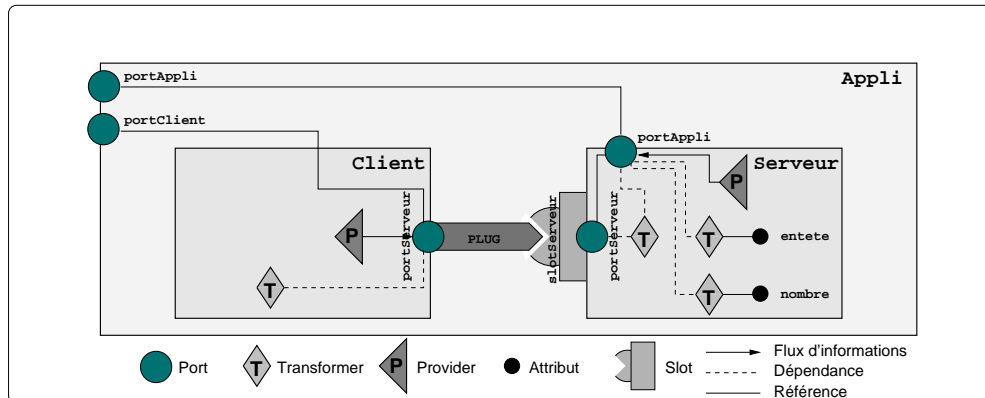 portAppli
Appli
portClient
portAppli
Client
Serveur
P
portServeur
P
PLUG
slotServeur
portServeur
T
T
entete
T
T
nombre
Port
T
Transformer
P
Provider
Attribut
Slot
Flux d'informations
Dépendance
Référence